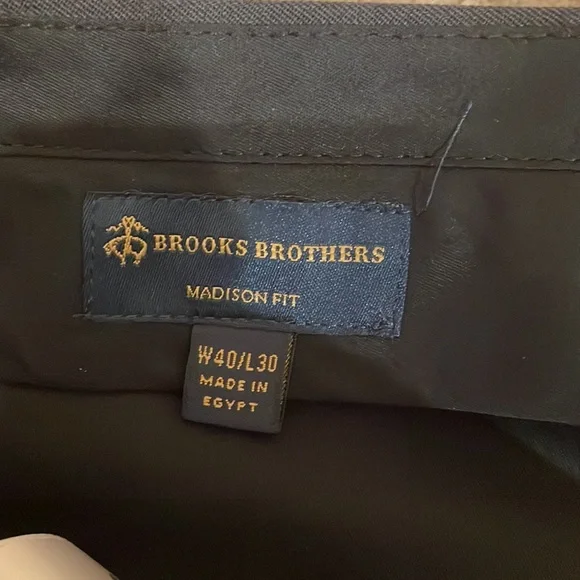 BROOKS BROTHERS
MADISON FIT
W40/L30
MADE IN
EGYPT